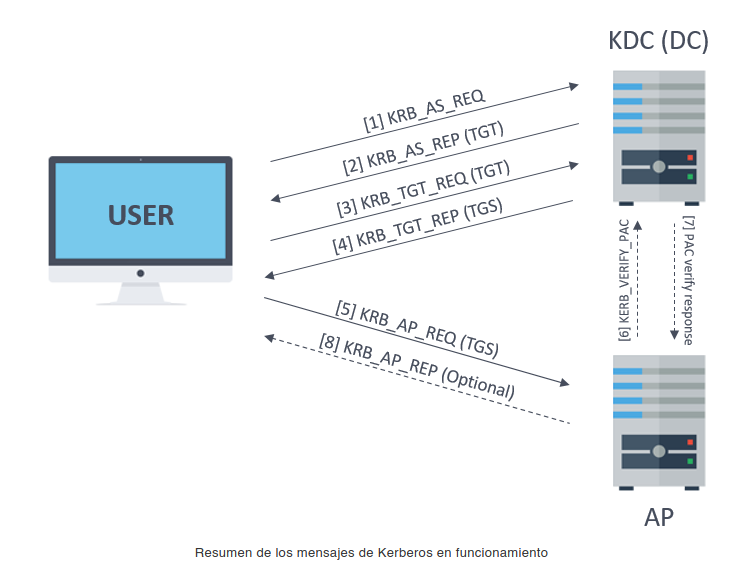 KDC (DC)
[1] KRB_AS_REQ
[2] KRB_AS_REP (TGT)
[3] KRB_TGT_REQ (TGT)
[4] KRB_TGT_REP (TGS)
USER
[5] KRB_AP_REQ (TGS)
[8] KRB_AP_REP (Optional)
[6] KERB_VERIFY_PAC
[7] PAC verify response
AP
Resumen de los mensajes de Kerberos en funcionamiento